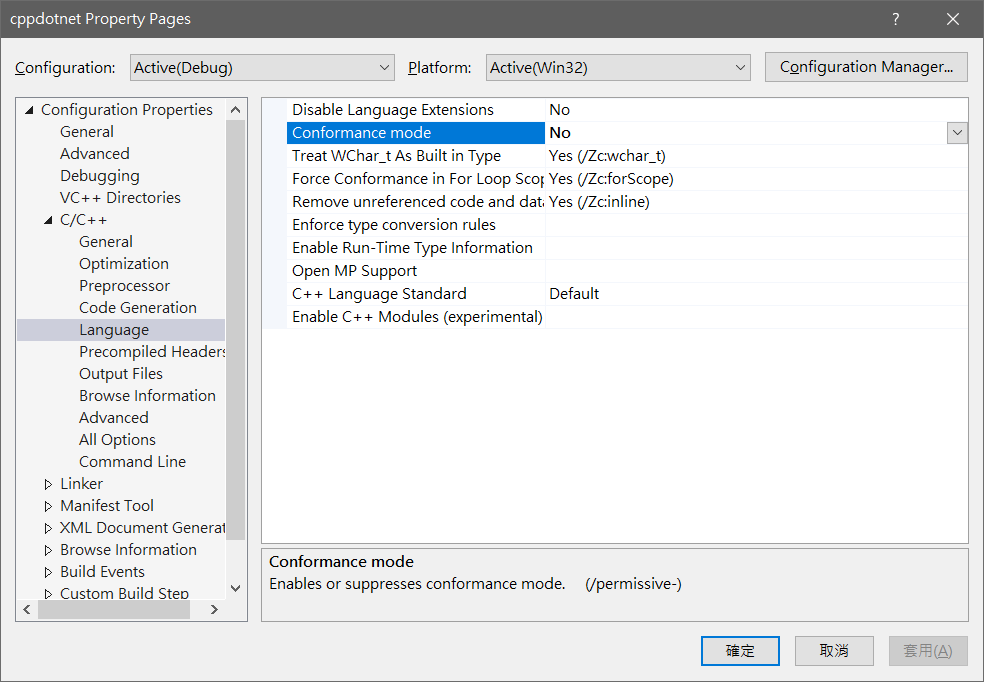 cppdotnet Property Pages ?
Configuration: Active(Debug) Platform: Active(Win32) Configuration Manager...
Configuration Properties
General
Advanced
Debugging
VC++ Directories
C/C++
General
Optimization
Preprocessor
Code Generation
Language
Precompiled Headers
Output Files
Browse Information
Advanced
All Options
Command Line
Linker
Manifest Tool
XML Document Generat
Browse Information
Build Events
Custom Build Step
Disable Language Extensions No
Conformance mode No
Treat WChar_t As Built in Type Yes (/Zc:wchar_t)
Force Conformance in For Loop Scop Yes (/Zc:forScope)
Remove unreferenced code and data Yes (/Zc:inline)
Enforce type conversion rules
Enable Run-Time Type Information
Open MP Support
C++ Language Standard Default
Enable C++ Modules (experimental)
Conformance mode
Enables or suppresses conformance mode. (/permissive-)
確定 取消 套用(A)